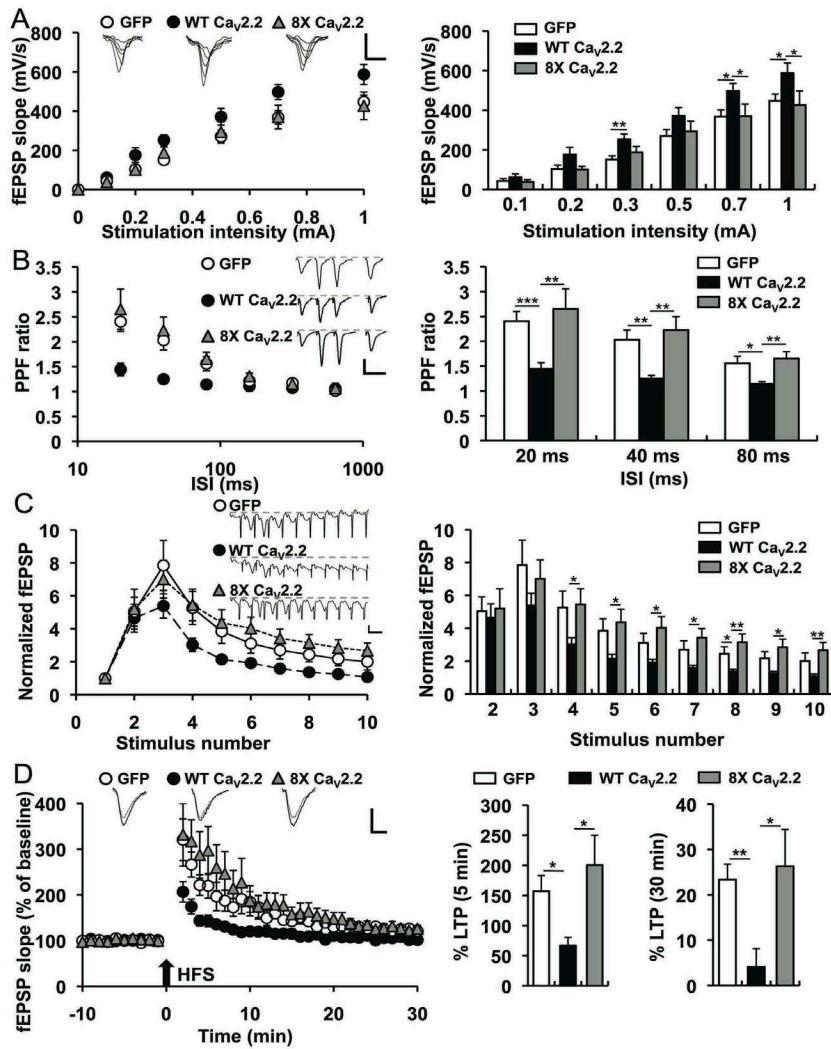 A
GFP WT CaV2.2 8X CaV2.2
fEPSP slope (mV/s)
800
600
400
200
0
0 0.2 0.4 0.6 0.8 1
Stimulation intensity (mA)
GFP
WT CaV2.2
8X CaV2.2
fEPSP slope (mV/s)
800
600
400
200
0
** * * * *
0.1 0.2 0.3 0.5 0.7 1
Stimulation intensity (mA)
B
GFP
WT CaV2.2
8X CaV2.2
PPF ratio
3.5
3
2.5
2
1.5
1
0.5
0
10 100 1000
ISI (ms)
GFP
WT CaV2.2
8X CaV2.2
PPF ratio
3.5
3
2.5
2
1.5
1
0.5
0
*** ** ** ** * **
20 ms 40 ms 80 ms
ISI (ms)
C
GFP
WT CaV2.2
8X CaV2.2
Normalized fEPSP
10
8
6
4
2
0
0 2 4 6 8 10
Stimulus number
GFP
WT CaV2.2
8X CaV2.2
Normalized fEPSP
10
8
6
4
2
0
* * * * * ** * **
2 3 4 5 6 7 8 9 10
Stimulus number
D
GFP WT CaV2.2 8X CaV2.2
fEPSP slope (% of baseline)
400
300
200
100
0
HFS
-10 0 10 20 30
Time (min)
GFP WT CaV2.2 8X CaV2.2
% LTP (5 min)
300
250
200
150
100
50
0
* *
% LTP (30 min)
40
30
20
10
0
** *